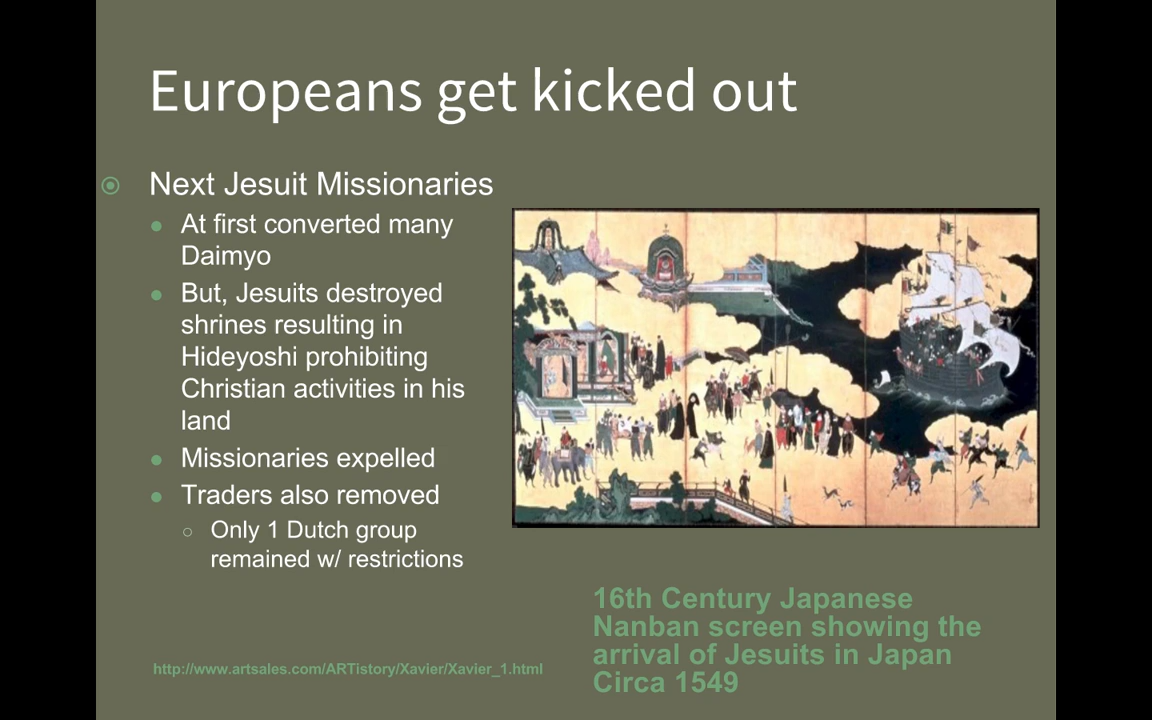 Europeans get kicked out
Next Jesuit Missionaries
At first converted many
Daimyo
But, Jesuits destroyed
shrines resulting in
Hideyoshi prohibiting
Christian activities in his
land
Missionaries expelled
Traders also removed
Only 1 Dutch group
remained w/ restrictions
16th Century Japanese
Nanban screen showing the
arrival of Jesuits in Japan
Circa 1549
http://www.artsales.com/ARTistory/Xavier/Xavier_1.html